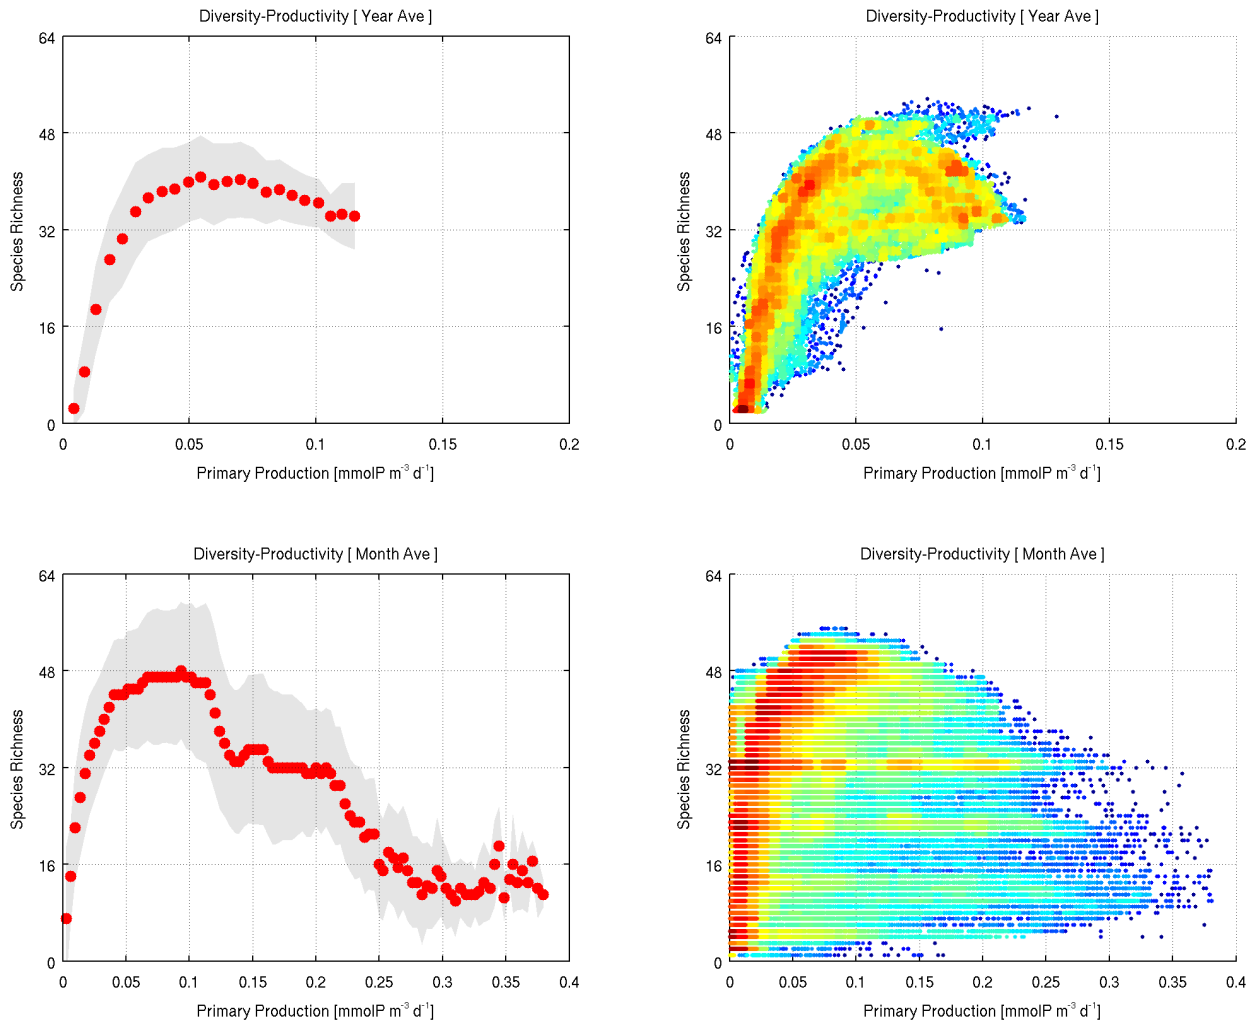 Diversity-Productivity [ Year Ave ]
64
48
32
16
0
Species Richness
0 0.05 0.1 0.15 0.2
Primary Production [mmolP m⁻³ d⁻¹]
Diversity-Productivity [ Year Ave ]
64
48
32
16
0
Species Richness
0 0.05 0.1 0.15 0.2
Primary Production [mmolP m⁻³ d⁻¹]
Diversity-Productivity [ Month Ave ]
64
48
32
16
0
Species Richness
0 0.05 0.1 0.15 0.2 0.25 0.3 0.35 0.4
Primary Production [mmolP m⁻³ d⁻¹]
Diversity-Productivity [ Month Ave ]
64
48
32
16
0
Species Richness
0 0.05 0.1 0.15 0.2 0.25 0.3 0.35 0.4
Primary Production [mmolP m⁻³ d⁻¹]